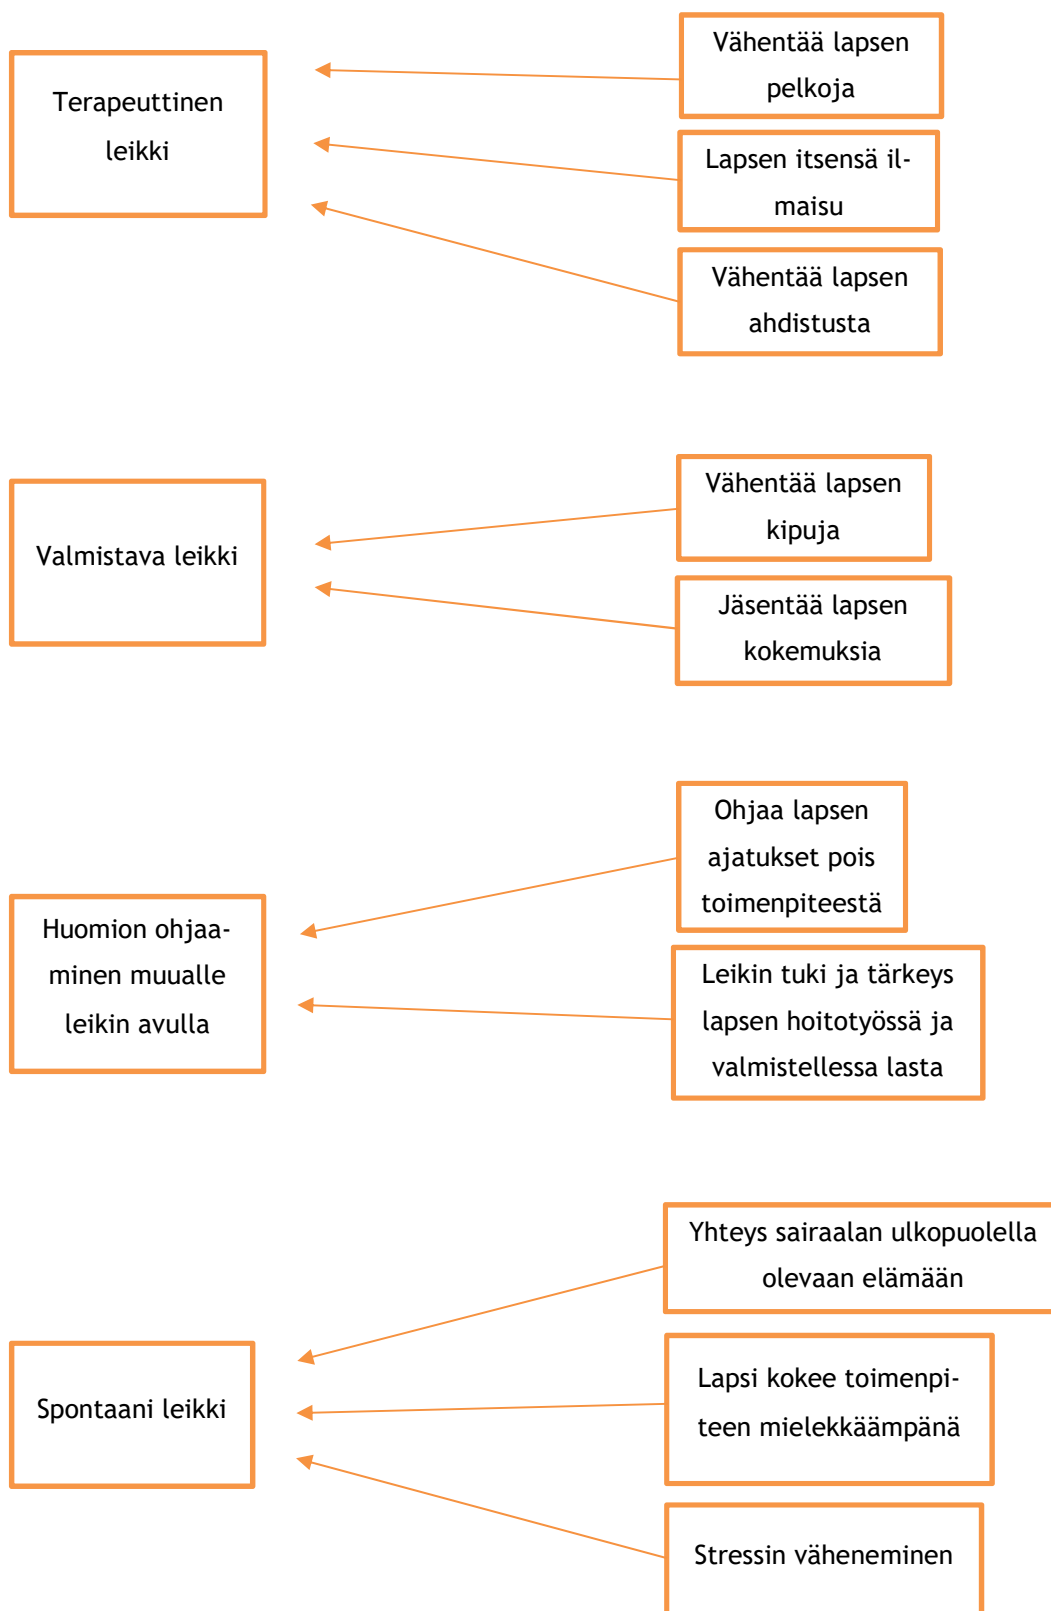 Terapeuttinen
leikki
Vähentää lapsen
pelkoja
Lapsen itsensä il-
maisu
Vähentää lapsen
ahdistusta
Valmistava leikki
Vähentää lapsen
kipuja
Jäsentää lapsen
kokemuksia
Huomion ohjaa-
minen muualle
leikin avulla
Ohjaa lapsen
ajatukset pois
toimenpiteestä
Leikin tuki ja tärkeys
lapsen hoitotyössä ja
valmistellessa lasta
Spontaani leikki
Yhteys sairaalan ulkopuolella
olevaan elämään
Lapsi kokee toimenpi-
teen mielekkäämpänä
Stressin väheneminen